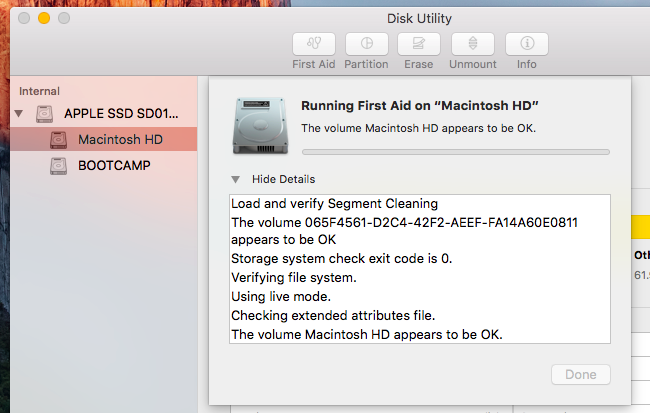 Disk Utility
First Aid
Partition
Erase
Unmount
Info
Internal
APPLE SSD SD01...
Macintosh HD
BOOTCAMP
Running First Aid on “Macintosh HD”
The volume Macintosh HD appears to be OK.
Hide Details
Load and verify Segment Cleaning
The volume 065F4561-D2C4-42F2-AEEF-FA14A60E0811
appears to be OK
Storage system check exit code is 0.
Verifying file system.
Using live mode.
Checking extended attributes file.
The volume Macintosh HD appears to be OK.
Done